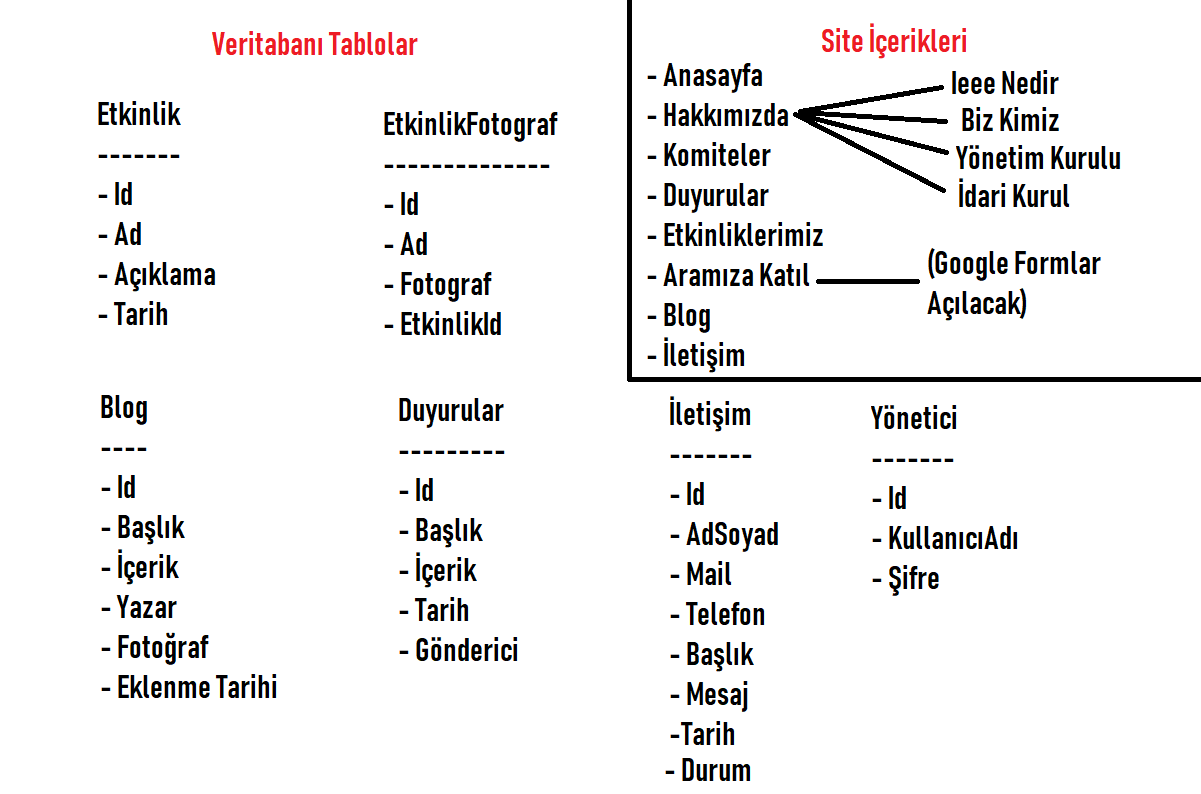 Veritabanı Tablolar
Etkinlik
-------
- Id
- Ad
- Açıklama
- Tarih
EtkinlikFotograf
--------------
- Id
- Ad
- Fotograf
- EtkinlikId
Site İçerikleri
- Anasayfa
- Hakkımızda
Ieee Nedir
Biz Kimiz
Yönetim Kurulu
İdari Kurul
- Komiteler
- Duyurular
- Etkinliklerimiz
- Aramıza Katıl
(Google Formlar
Açılacak)
- Blog
- İletişim
Blog
----
- Id
- Başlık
- İçerik
- Yazar
- Fotoğraf
- Eklenme Tarihi
Duyurular
---------
- Id
- Başlık
- İçerik
- Tarih
- Gönderici
İletişim
-------
- Id
- AdSoyad
- Mail
- Telefon
- Başlık
- Mesaj
-Tarih
- Durum
Yönetici
-------
- Id
- KullanıcıAdı
- Şifre